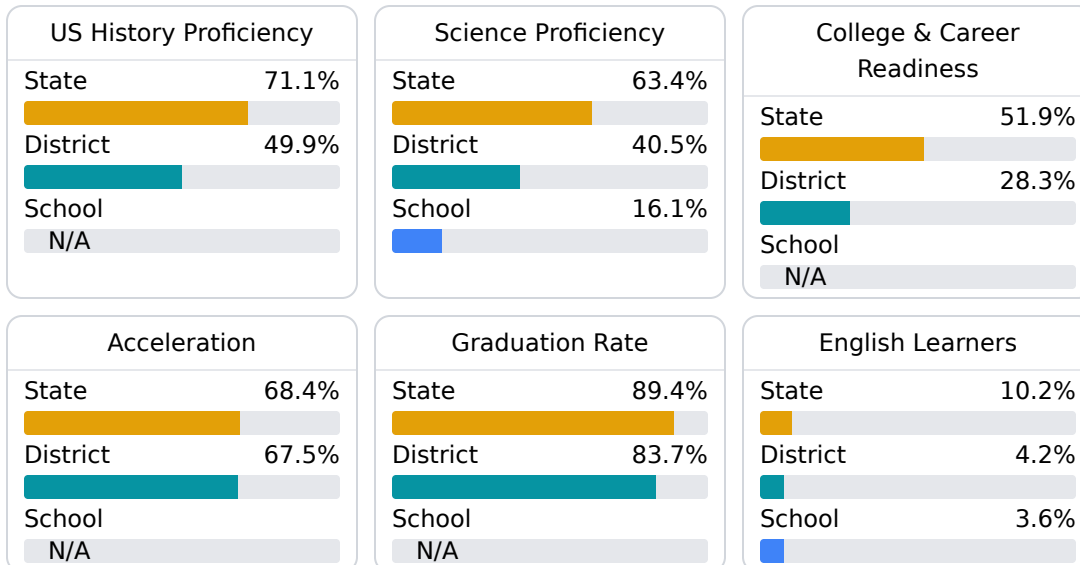 US History Proficiency
State 71.1%
District 49.9%
School
N/A
Science Proficiency
State 63.4%
District 40.5%
School 16.1%
College & Career
Readiness
State 51.9%
District 28.3%
School
N/A
Acceleration
State 68.4%
District 67.5%
School
N/A
Graduation Rate
State 89.4%
District 83.7%
School
N/A
English Learners
State 10.2%
District 4.2%
School 3.6%